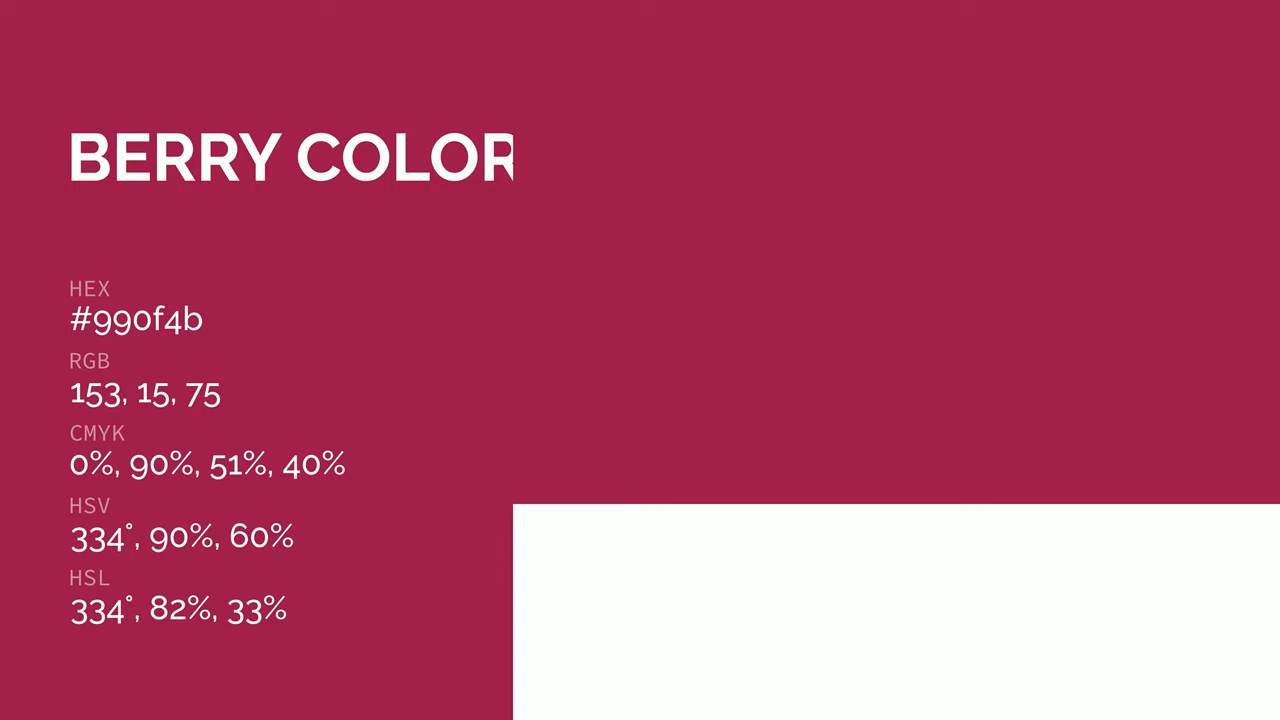 BERRY COLOR
HEX
#990f4b
RGB
153, 15, 75
CMYK
0%, 90%, 51%, 40%
HSV
334°, 90%, 60%
HSL
334°, 82%, 33%